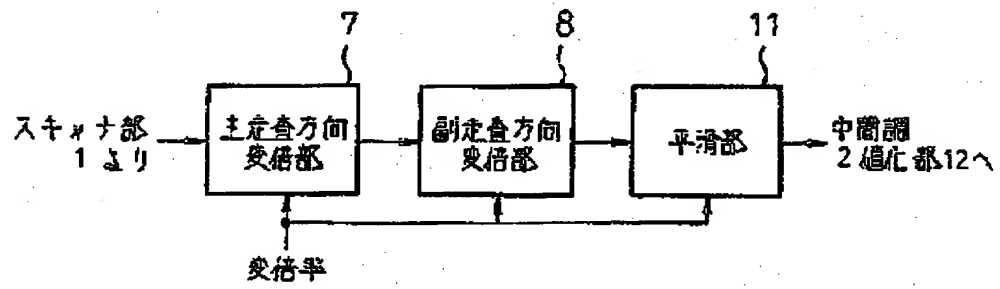 7
8
11
スキャナ部
1より
主走査方向
変倍部
副走査方向
変倍部
平滑部
中間調
2値化部12へ
変倍率